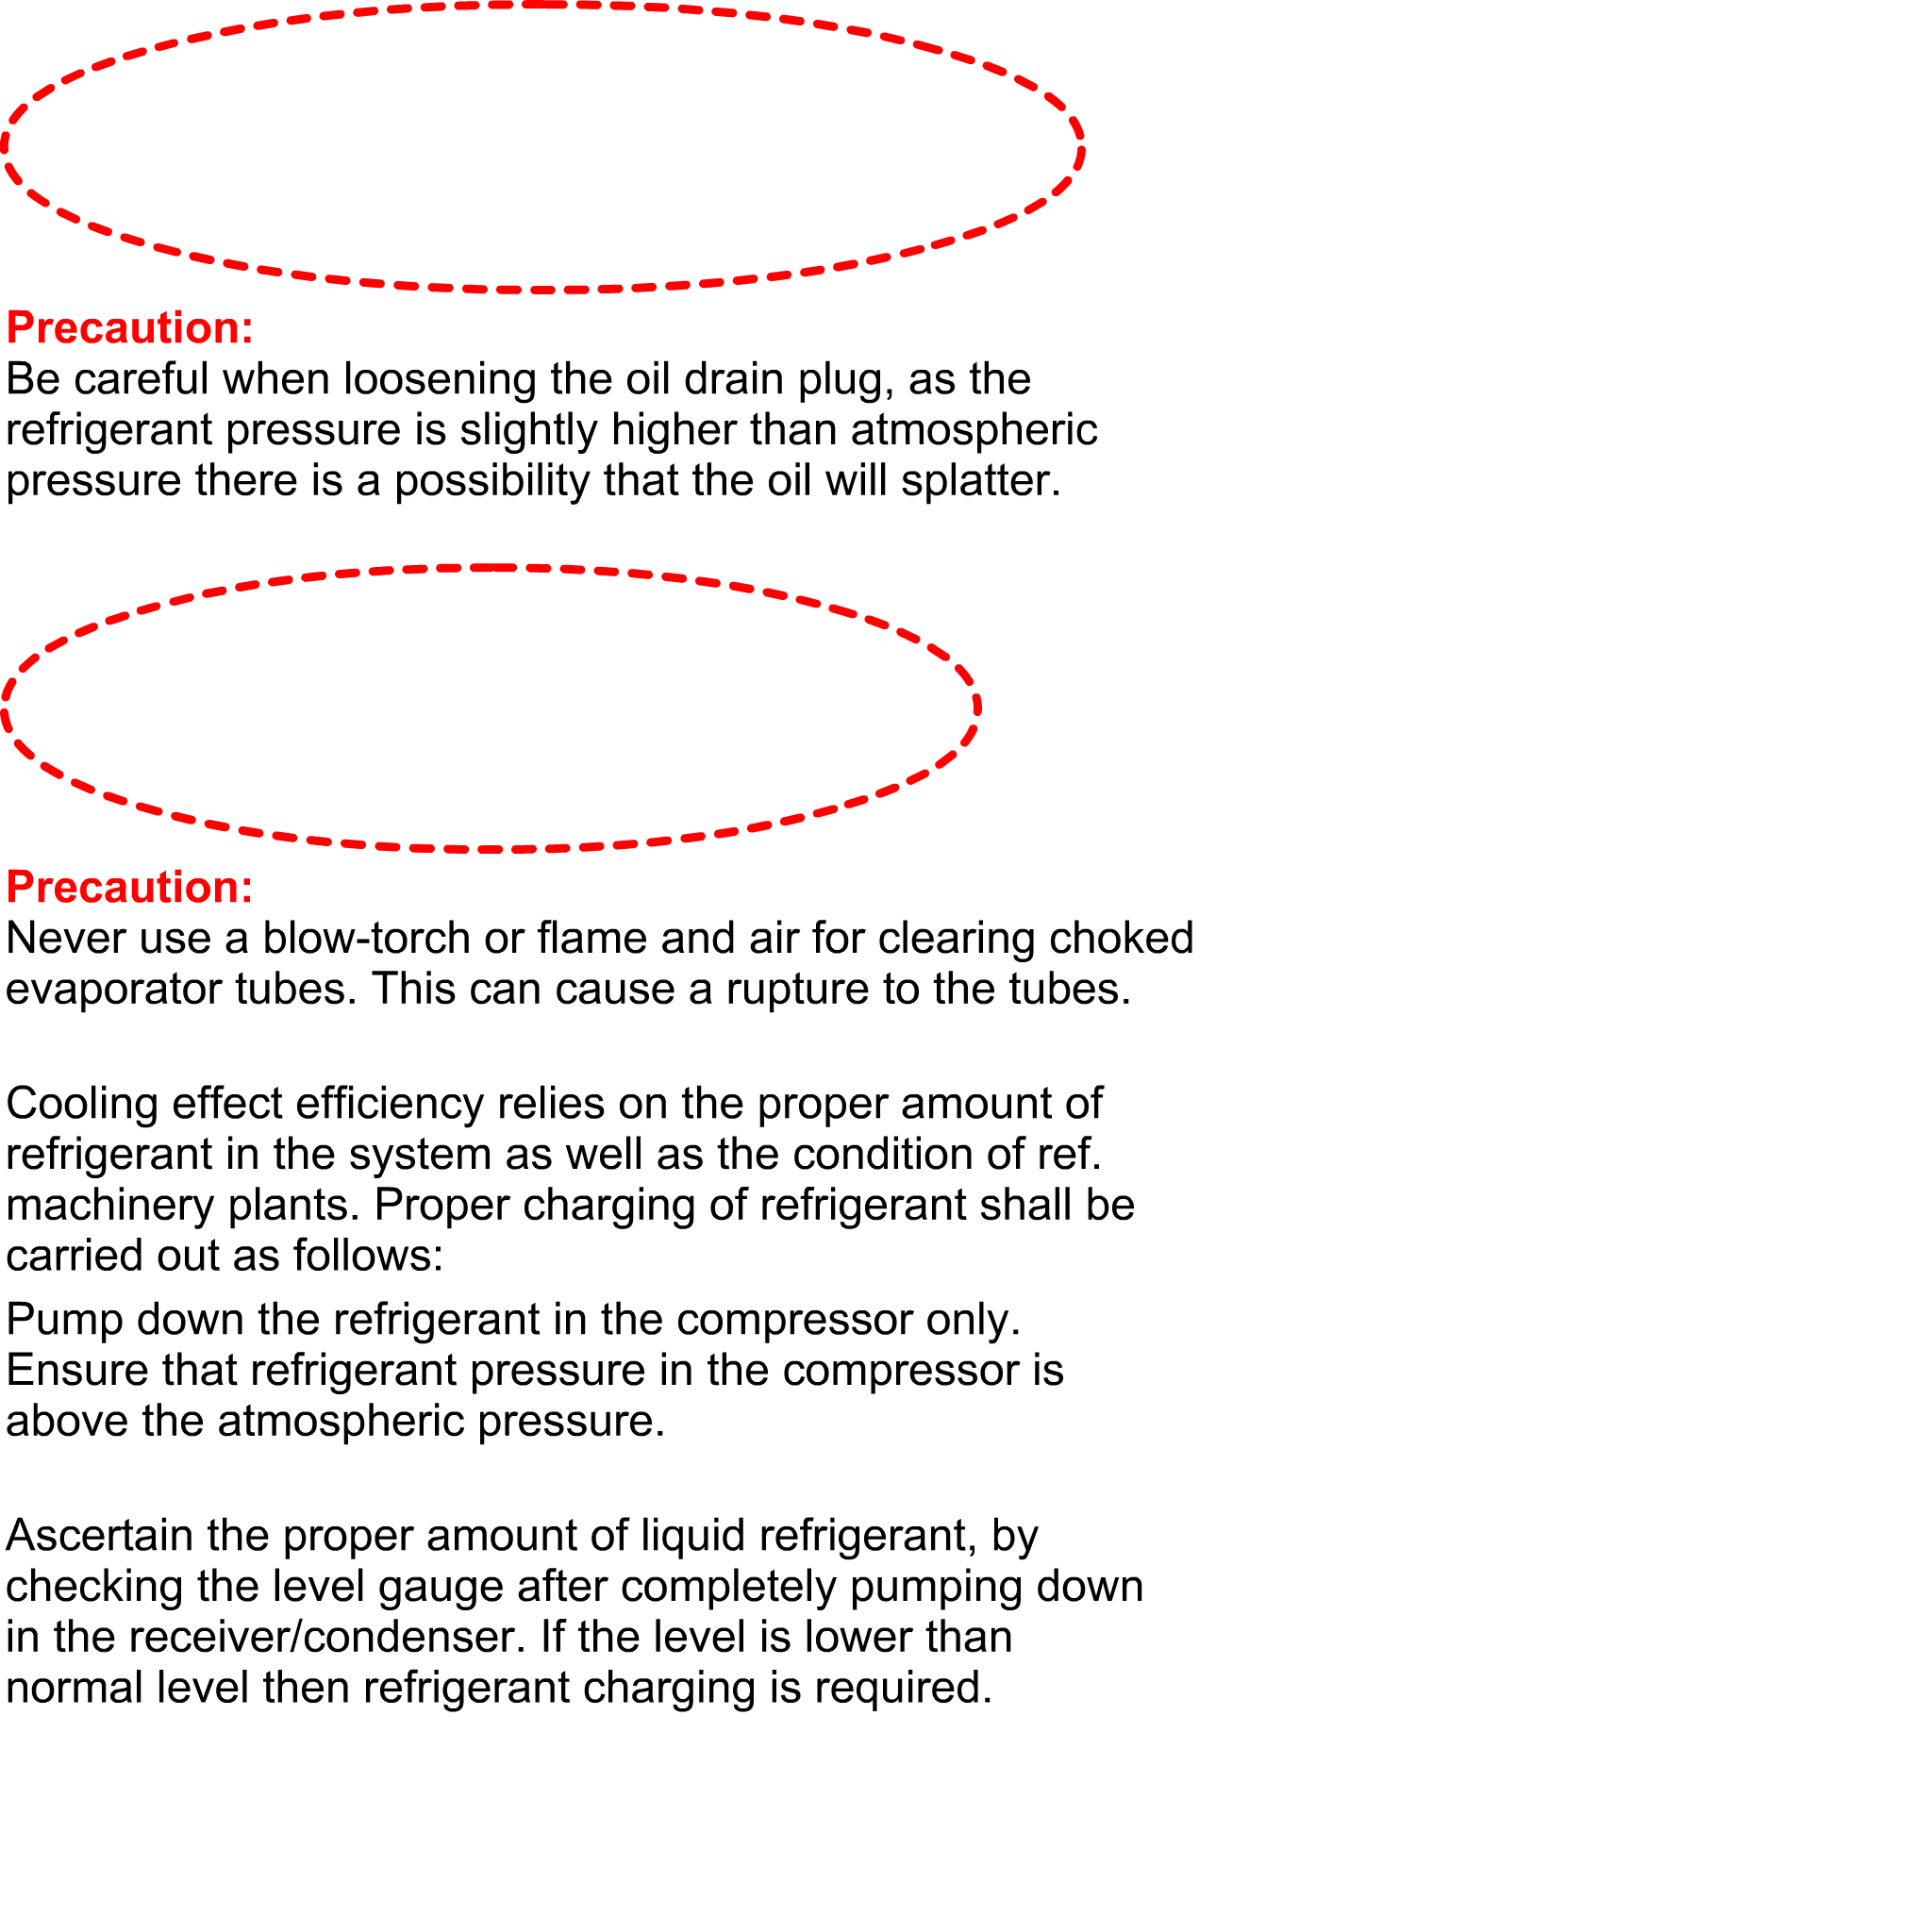 Precaution:
Be careful when loosening the oil drain plug, as the
refrigerant pressure is slightly higher than atmospheric
pressure there is a possibility that the oil will splatter.
Precaution:
Never use a blow-torch or flame and air for clearing choked
evaporator tubes. This can cause a rupture to the tubes.
Cooling effect efficiency relies on the proper amount of
refrigerant in the system as well as the condition of ref.
machinery plants. Proper charging of refrigerant shall be
carried out as follows:
Pump down the refrigerant in the compressor only.
Ensure that refrigerant pressure in the compressor is
above the atmospheric pressure.
Ascertain the proper amount of liquid refrigerant, by
checking the level gauge after completely pumping down
in the receiver/condenser. If the level is lower than
normal level then refrigerant charging is required.